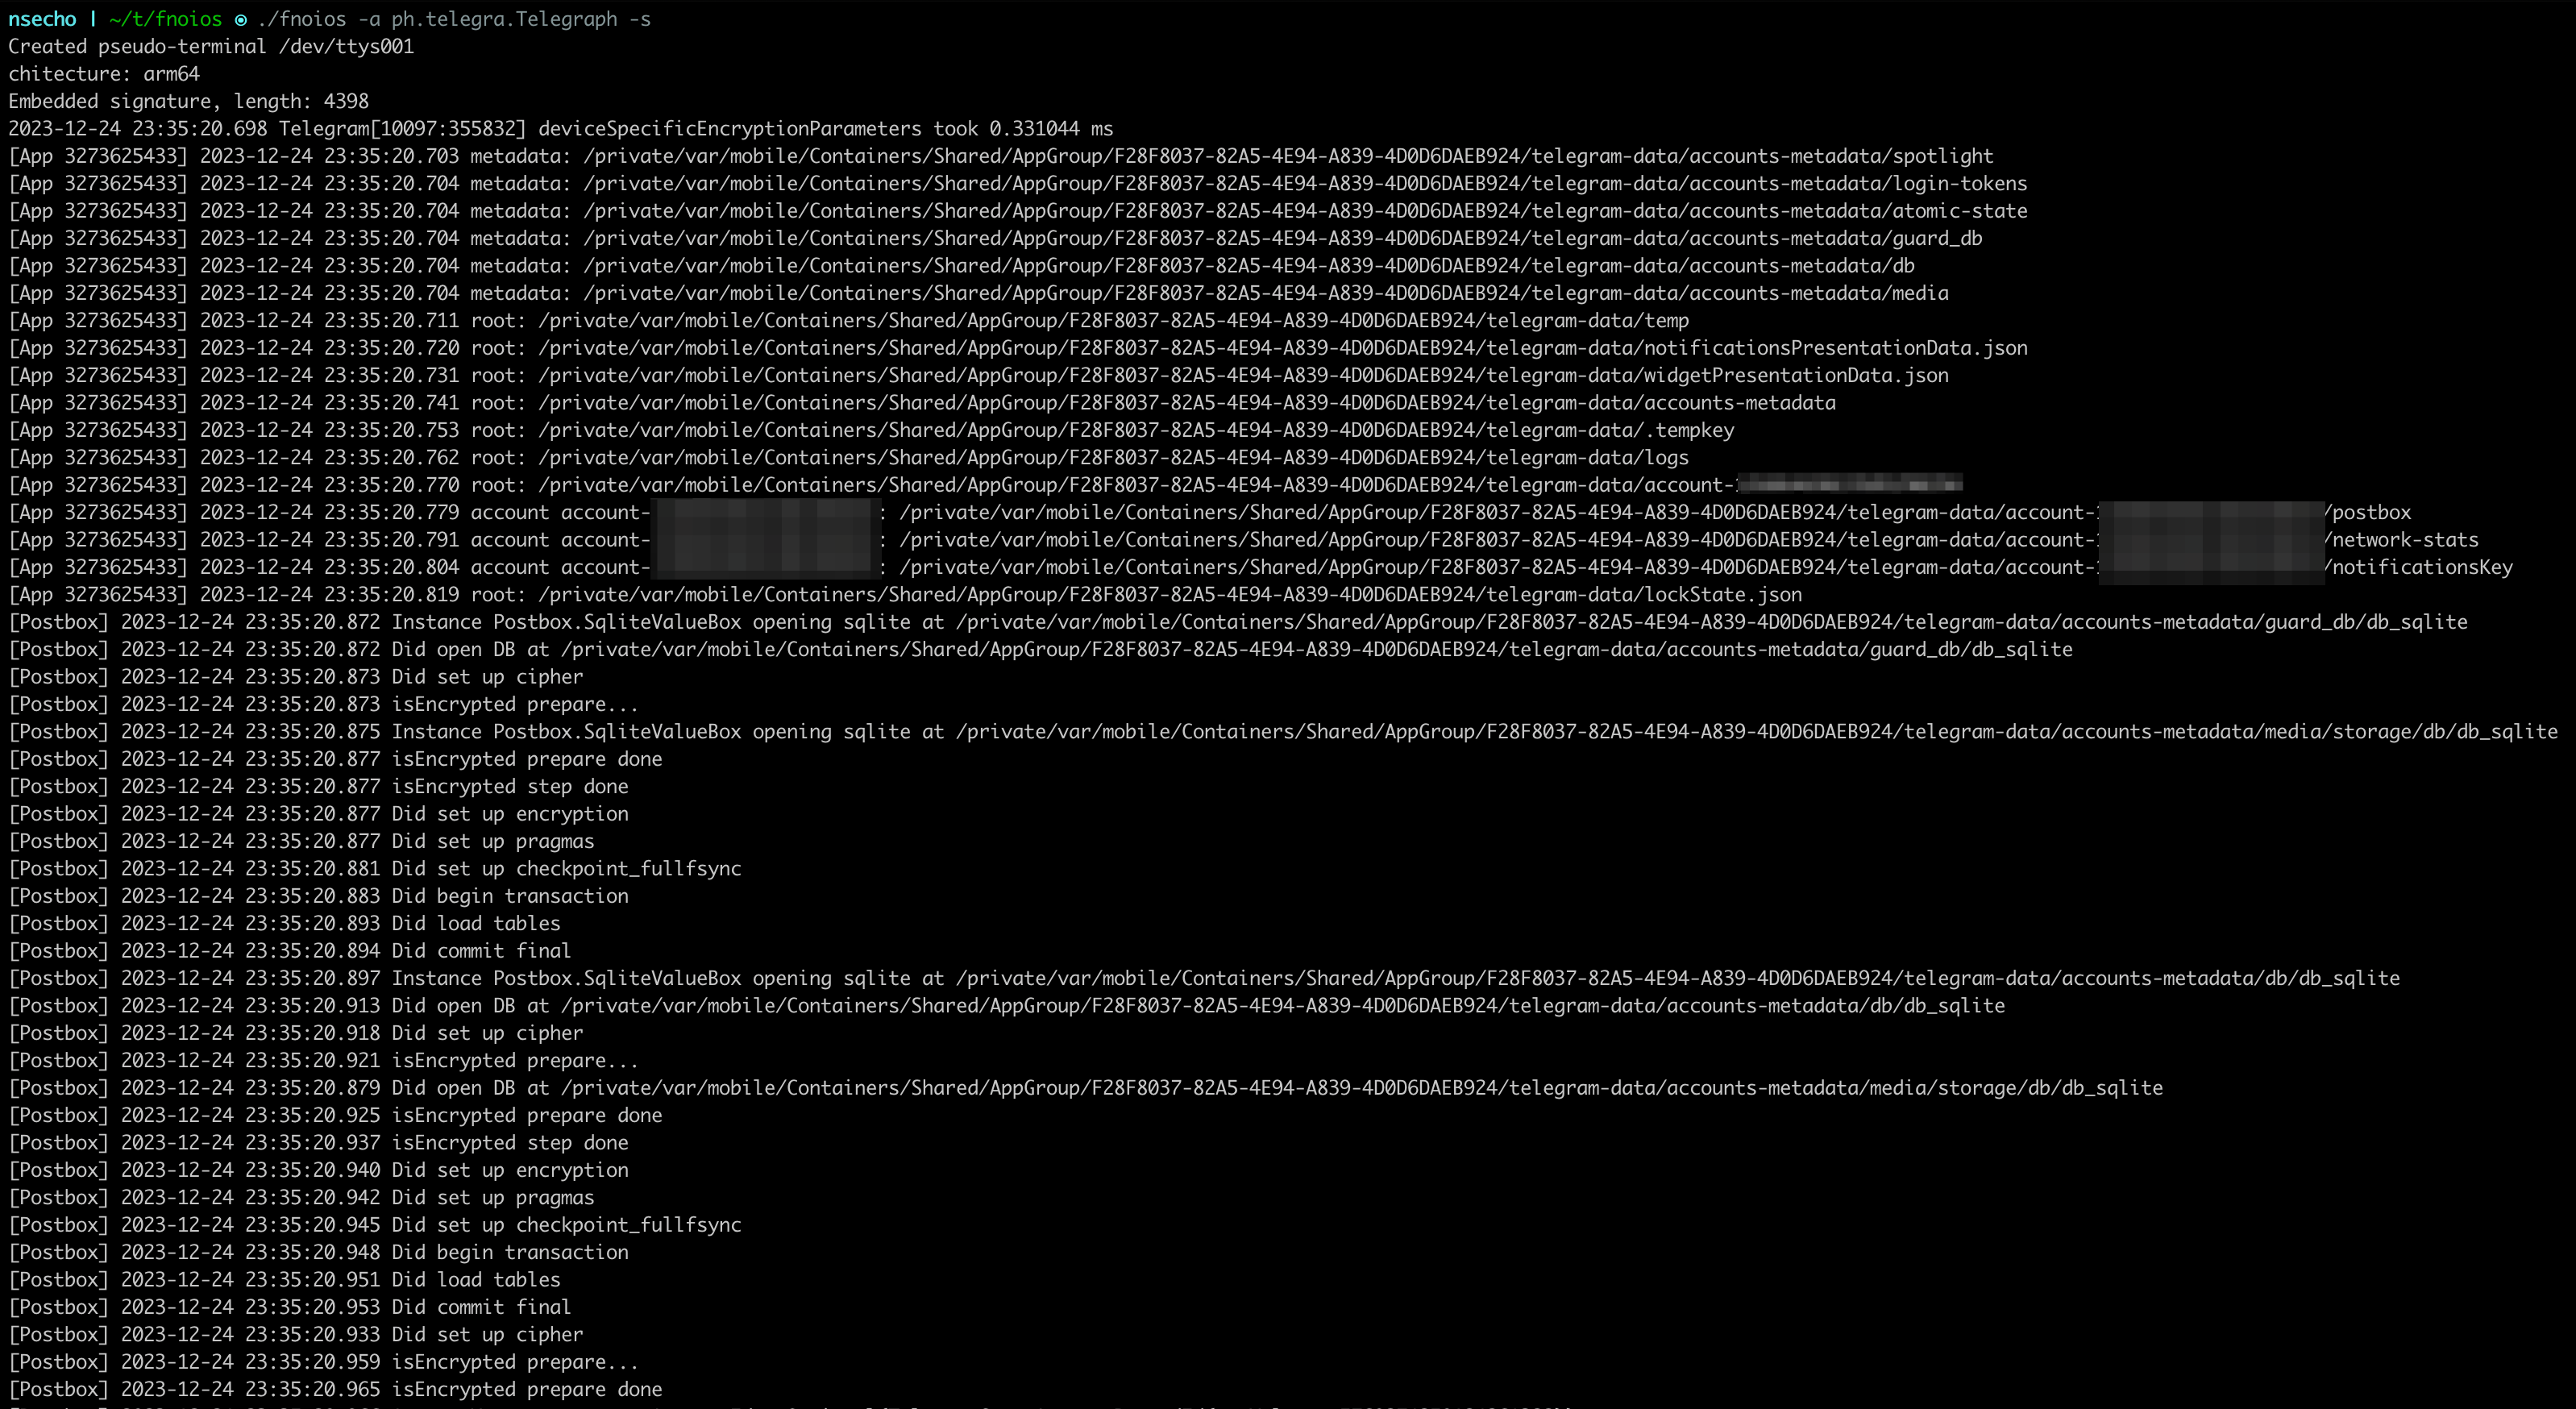 nsecho | ~/t/fnoios ⊙ ./fnoios -a ph.telegra.Telegraph -s
Created pseudo-terminal /dev/ttys001
chitecture: arm64
Embedded signature, length: 4398
2023-12-24 23:35:20.698 Telegram[10097:355832] deviceSpecificEncryptionParameters took 0.331044 ms
[App 3273625433] 2023-12-24 23:35:20.703 metadata: /private/var/mobile/Containers/Shared/AppGroup/F28F8037-82A5-4E94-A839-4D0D6DAEB924/telegram-data/accounts-metadata/spotlight
[App 3273625433] 2023-12-24 23:35:20.704 metadata: /private/var/mobile/Containers/Shared/AppGroup/F28F8037-82A5-4E94-A839-4D0D6DAEB924/telegram-data/accounts-metadata/login-tokens
[App 3273625433] 2023-12-24 23:35:20.704 metadata: /private/var/mobile/Containers/Shared/AppGroup/F28F8037-82A5-4E94-A839-4D0D6DAEB924/telegram-data/accounts-metadata/atomic-state
[App 3273625433] 2023-12-24 23:35:20.704 metadata: /private/var/mobile/Containers/Shared/AppGroup/F28F8037-82A5-4E94-A839-4D0D6DAEB924/telegram-data/accounts-metadata/guard_db
[App 3273625433] 2023-12-24 23:35:20.704 metadata: /private/var/mobile/Containers/Shared/AppGroup/F28F8037-82A5-4E94-A839-4D0D6DAEB924/telegram-data/accounts-metadata/db
[App 3273625433] 2023-12-24 23:35:20.704 metadata: /private/var/mobile/Containers/Shared/AppGroup/F28F8037-82A5-4E94-A839-4D0D6DAEB924/telegram-data/accounts-metadata/media
[App 3273625433] 2023-12-24 23:35:20.711 root: /private/var/mobile/Containers/Shared/AppGroup/F28F8037-82A5-4E94-A839-4D0D6DAEB924/telegram-data/temp
[App 3273625433] 2023-12-24 23:35:20.720 root: /private/var/mobile/Containers/Shared/AppGroup/F28F8037-82A5-4E94-A839-4D0D6DAEB924/telegram-data/notificationsPresentationData.json
[App 3273625433] 2023-12-24 23:35:20.731 root: /private/var/mobile/Containers/Shared/AppGroup/F28F8037-82A5-4E94-A839-4D0D6DAEB924/telegram-data/widgetPresentationData.json
[App 3273625433] 2023-12-24 23:35:20.741 root: /private/var/mobile/Containers/Shared/AppGroup/F28F8037-82A5-4E94-A839-4D0D6DAEB924/telegram-data/accounts-metadata
[App 3273625433] 2023-12-24 23:35:20.753 root: /private/var/mobile/Containers/Shared/AppGroup/F28F8037-82A5-4E94-A839-4D0D6DAEB924/telegram-data/.tempkey
[App 3273625433] 2023-12-24 23:35:20.762 root: /private/var/mobile/Containers/Shared/AppGroup/F28F8037-82A5-4E94-A839-4D0D6DAEB924/telegram-data/logs
[App 3273625433] 2023-12-24 23:35:20.770 root: /private/var/mobile/Containers/Shared/AppGroup/F28F8037-82A5-4E94-A839-4D0D6DAEB924/telegram-data/account-
[App 3273625433] 2023-12-24 23:35:20.779 account account- : /private/var/mobile/Containers/Shared/AppGroup/F28F8037-82A5-4E94-A839-4D0D6DAEB924/telegram-data/account- /postbox
[App 3273625433] 2023-12-24 23:35:20.791 account account- : /private/var/mobile/Containers/Shared/AppGroup/F28F8037-82A5-4E94-A839-4D0D6DAEB924/telegram-data/account- /network-stats
[App 3273625433] 2023-12-24 23:35:20.804 account account- : /private/var/mobile/Containers/Shared/AppGroup/F28F8037-82A5-4E94-A839-4D0D6DAEB924/telegram-data/account- /notificationsKey
[App 3273625433] 2023-12-24 23:35:20.819 root: /private/var/mobile/Containers/Shared/AppGroup/F28F8037-82A5-4E94-A839-4D0D6DAEB924/telegram-data/lockState.json
[Postbox] 2023-12-24 23:35:20.872 Instance Postbox.SqliteValueBox opening sqlite at /private/var/mobile/Containers/Shared/AppGroup/F28F8037-82A5-4E94-A839-4D0D6DAEB924/telegram-data/accounts-metadata/guard_db/db_sqlite
[Postbox] 2023-12-24 23:35:20.872 Did open DB at /private/var/mobile/Containers/Shared/AppGroup/F28F8037-82A5-4E94-A839-4D0D6DAEB924/telegram-data/accounts-metadata/guard_db/db_sqlite
[Postbox] 2023-12-24 23:35:20.873 Did set up cipher
[Postbox] 2023-12-24 23:35:20.873 isEncrypted prepare...
[Postbox] 2023-12-24 23:35:20.875 Instance Postbox.SqliteValueBox opening sqlite at /private/var/mobile/Containers/Shared/AppGroup/F28F8037-82A5-4E94-A839-4D0D6DAEB924/telegram-data/accounts-metadata/media/storage/db/db_sqlite
[Postbox] 2023-12-24 23:35:20.877 isEncrypted prepare done
[Postbox] 2023-12-24 23:35:20.877 isEncrypted step done
[Postbox] 2023-12-24 23:35:20.877 Did set up encryption
[Postbox] 2023-12-24 23:35:20.877 Did set up pragmas
[Postbox] 2023-12-24 23:35:20.881 Did set up checkpoint_fullfsync
[Postbox] 2023-12-24 23:35:20.883 Did begin transaction
[Postbox] 2023-12-24 23:35:20.893 Did load tables
[Postbox] 2023-12-24 23:35:20.894 Did commit final
[Postbox] 2023-12-24 23:35:20.897 Instance Postbox.SqliteValueBox opening sqlite at /private/var/mobile/Containers/Shared/AppGroup/F28F8037-82A5-4E94-A839-4D0D6DAEB924/telegram-data/accounts-metadata/db/db_sqlite
[Postbox] 2023-12-24 23:35:20.913 Did open DB at /private/var/mobile/Containers/Shared/AppGroup/F28F8037-82A5-4E94-A839-4D0D6DAEB924/telegram-data/accounts-metadata/db/db_sqlite
[Postbox] 2023-12-24 23:35:20.918 Did set up cipher
[Postbox] 2023-12-24 23:35:20.921 isEncrypted prepare...
[Postbox] 2023-12-24 23:35:20.879 Did open DB at /private/var/mobile/Containers/Shared/AppGroup/F28F8037-82A5-4E94-A839-4D0D6DAEB924/telegram-data/accounts-metadata/media/storage/db/db_sqlite
[Postbox] 2023-12-24 23:35:20.925 isEncrypted prepare done
[Postbox] 2023-12-24 23:35:20.937 isEncrypted step done
[Postbox] 2023-12-24 23:35:20.940 Did set up encryption
[Postbox] 2023-12-24 23:35:20.942 Did set up pragmas
[Postbox] 2023-12-24 23:35:20.945 Did set up checkpoint_fullfsync
[Postbox] 2023-12-24 23:35:20.948 Did begin transaction
[Postbox] 2023-12-24 23:35:20.951 Did load tables
[Postbox] 2023-12-24 23:35:20.953 Did commit final
[Postbox] 2023-12-24 23:35:20.933 Did set up cipher
[Postbox] 2023-12-24 23:35:20.959 isEncrypted prepare...
[Postbox] 2023-12-24 23:35:20.965 isEncrypted prepare done